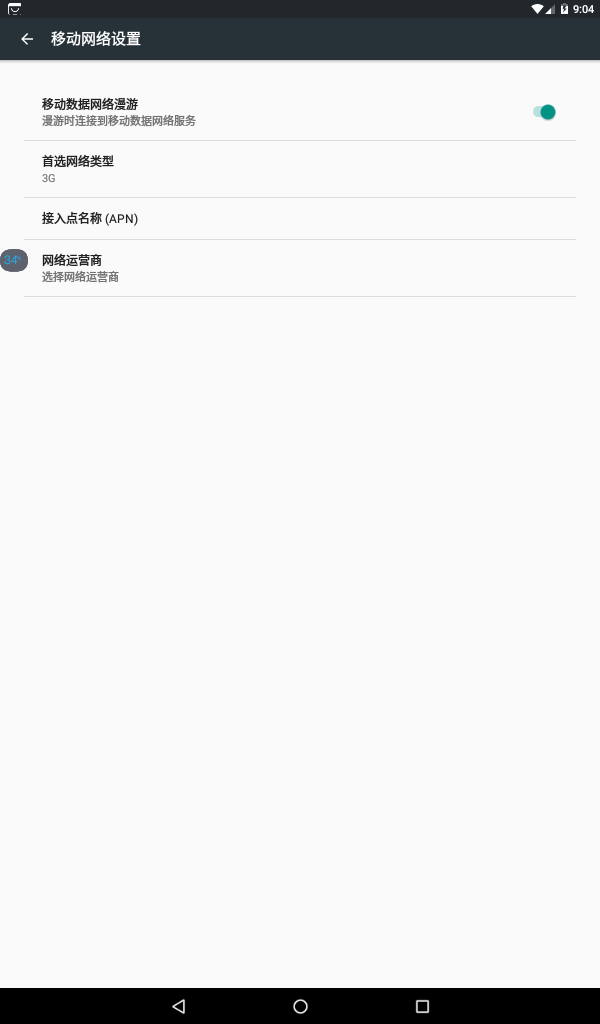 9:04
移动网络设置
移动数据网络漫游
漫游时连接到移动数据网络服务
首选网络类型
3G
接入点名称 (APN)
34%
网络运营商
选择网络运营商